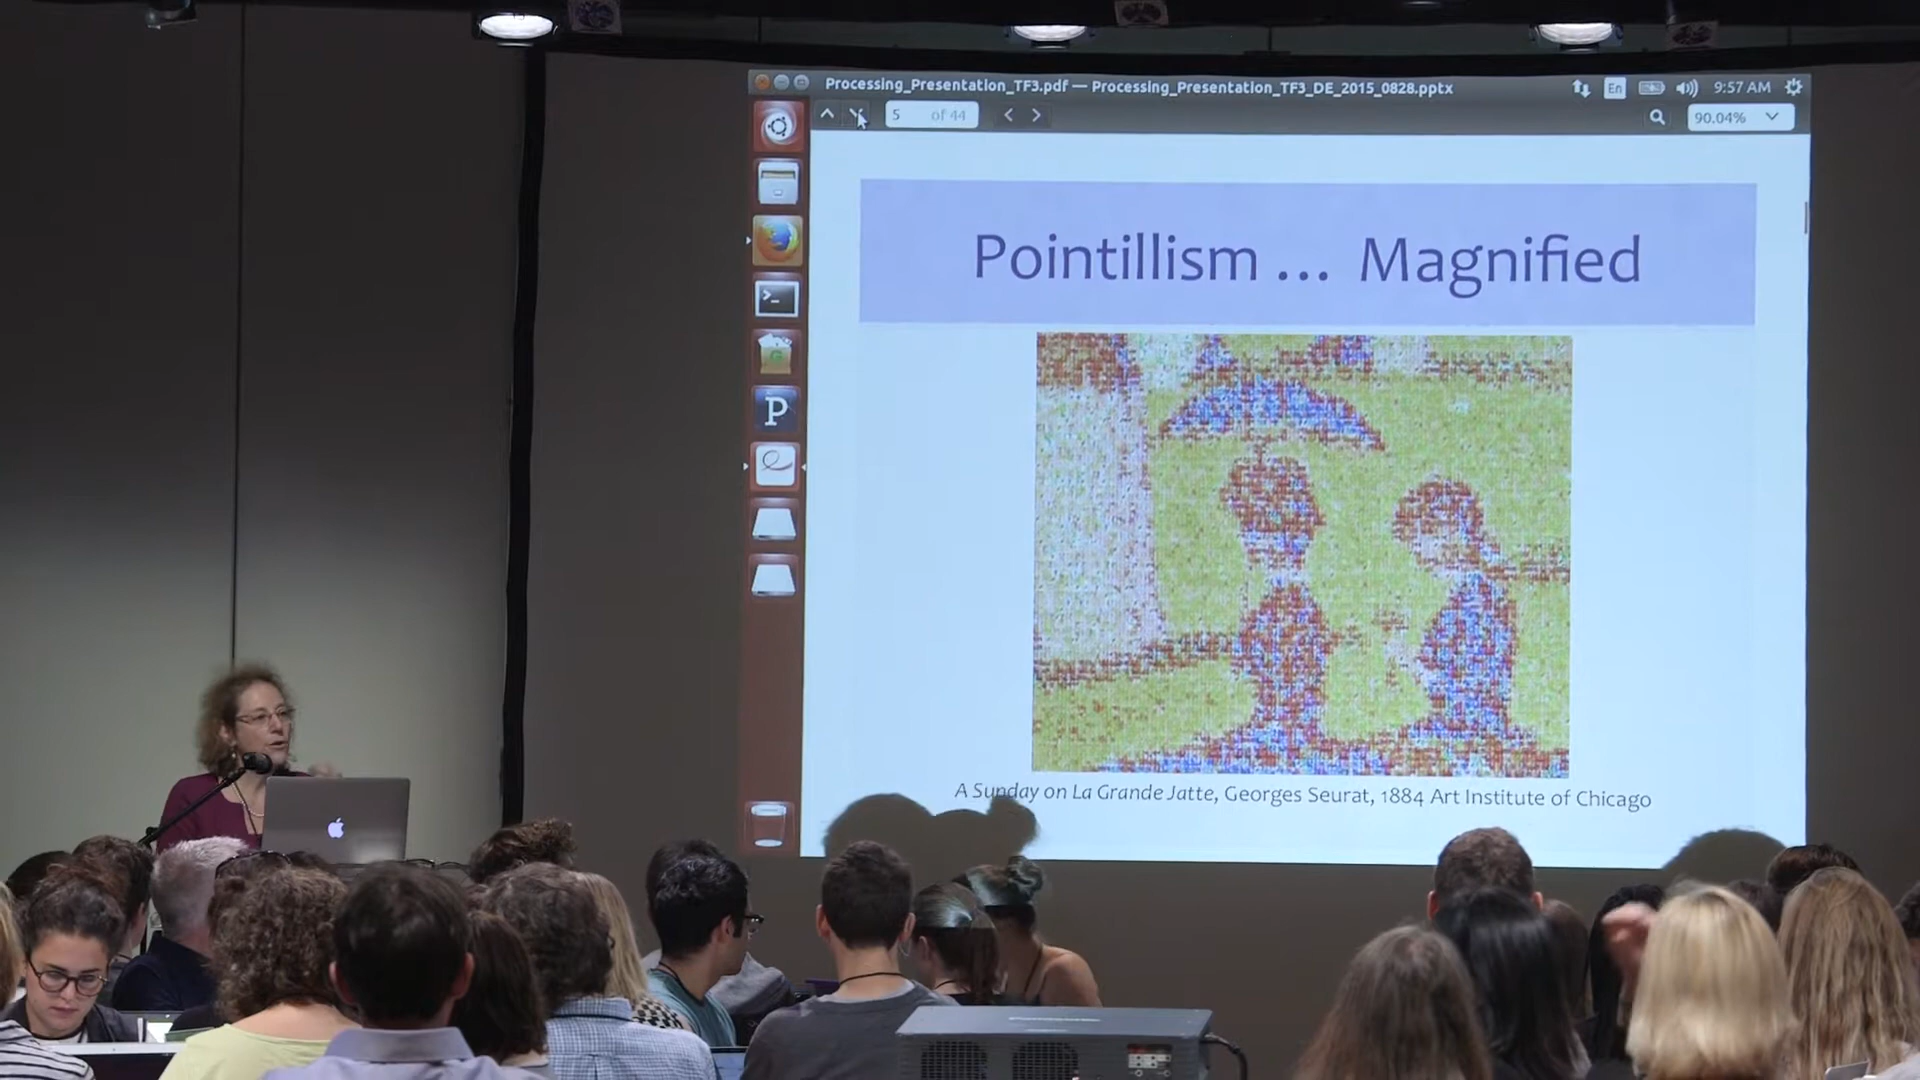 Processing_Presentation_TF3.pdf — Processing_Presentation_TF3_DE_2015_0828.pptx
En
9:57 AM
5 of 44
90.04%
Pointillism ... Magnified
>_
G
P
A Sunday on La Grande Jatte, Georges Seurat, 1884 Art Institute of Chicago